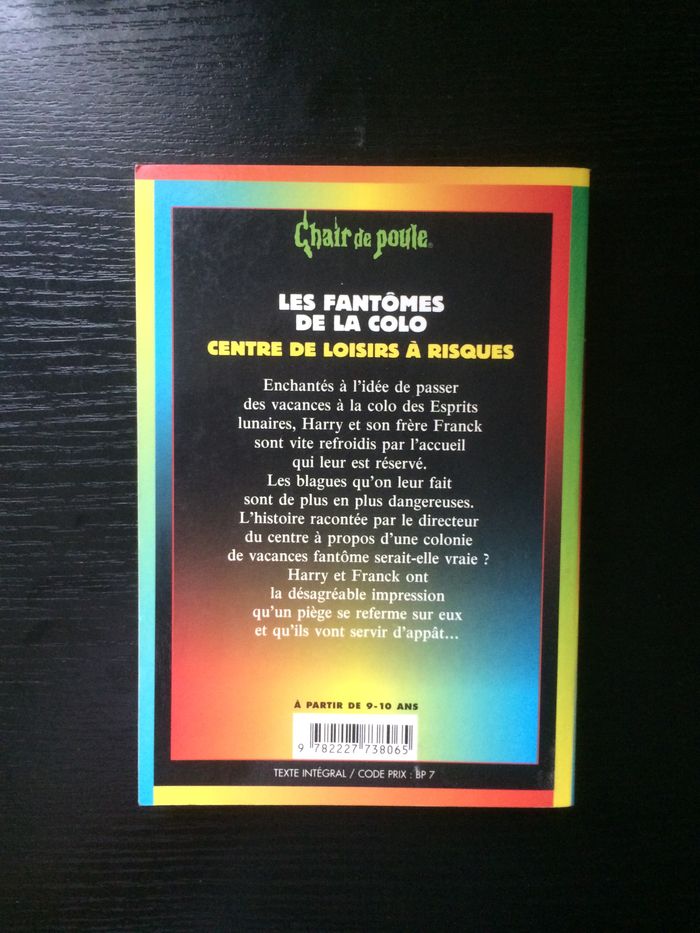 Chair de poule®
LES FANTÔMES
DE LA COLO
CENTRE DE LOISIRS À RISQUES
Enchantés à l'idée de passer
des vacances à la colo des Esprits
lunaires, Harry et son frère Franck
sont vite refroidis par l'accueil
qui leur est réservé.
Les blagues qu'on leur fait
sont de plus en plus dangereuses.
L'histoire racontée par le directeur
du centre à propos d'une colonie
de vacances fantôme serait-elle vraie ?
Harry et Franck ont
la désagréable impression
qu'un piège se referme sur eux
et qu'ils vont servir d'appât...
À PARTIR DE 9-10 ANS
9 782227 738065
TEXTE INTÉGRAL / CODE PRIX : BP 7